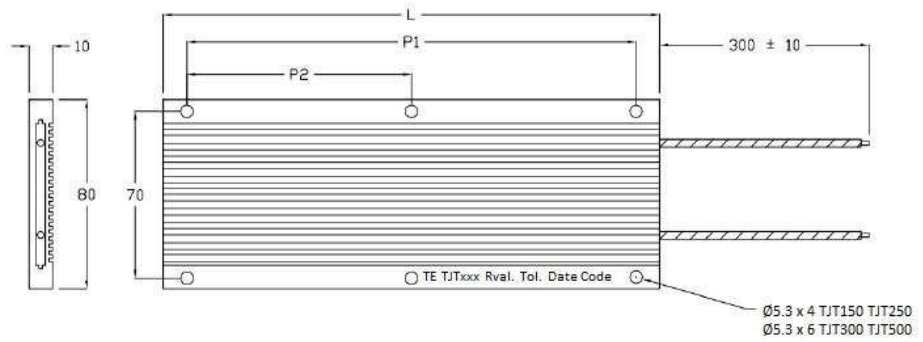 L
10
P1
300 ± 10
P2
80
70
TE TJTxxx Rval. Tol. Date Code
Ø5.3 x 4 TJT150 TJT250
Ø5.3 x 6 TJT300 TJT500